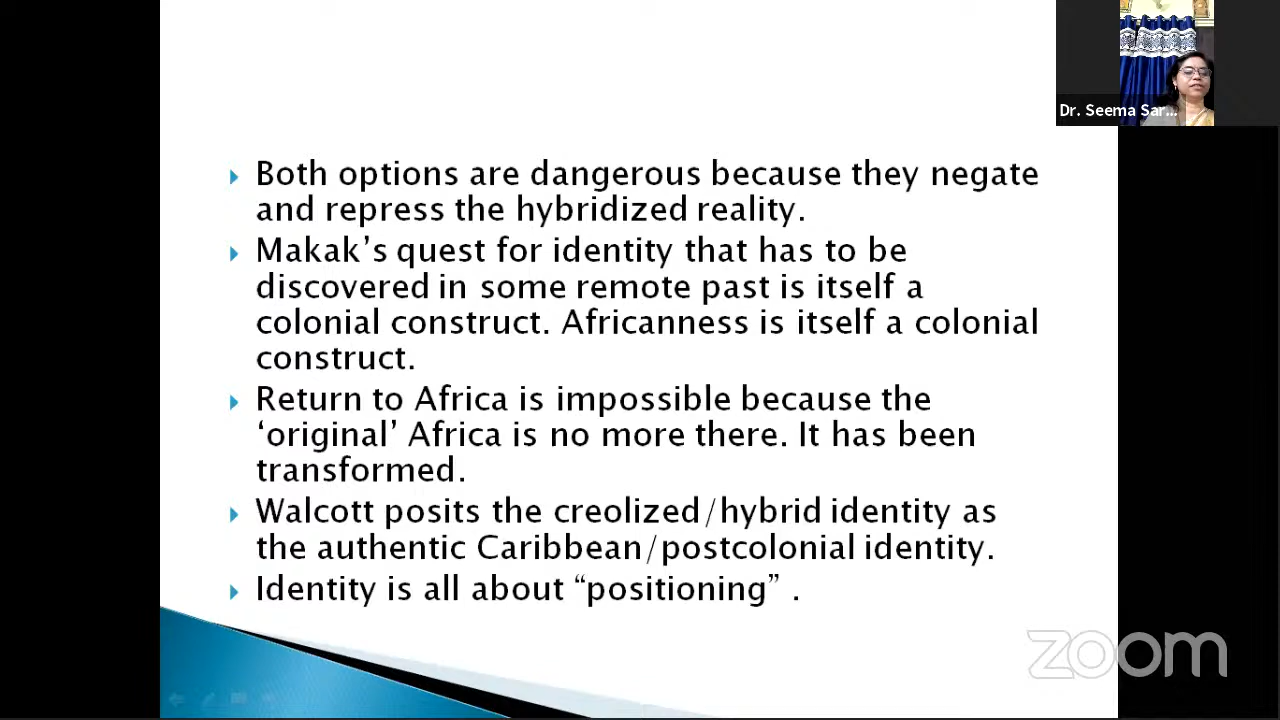 Dr. Seema Sar...
Both options are dangerous because they negate
and repress the hybridized reality.
Makak’s quest for identity that has to be
discovered in some remote past is itself a
colonial construct. Africanness is itself a colonial
construct.
Return to Africa is impossible because the
‘original’ Africa is no more there. It has been
transformed.
Walcott posits the creolized/hybrid identity as
the authentic Caribbean/postcolonial identity.
Identity is all about “positioning” .
zoom